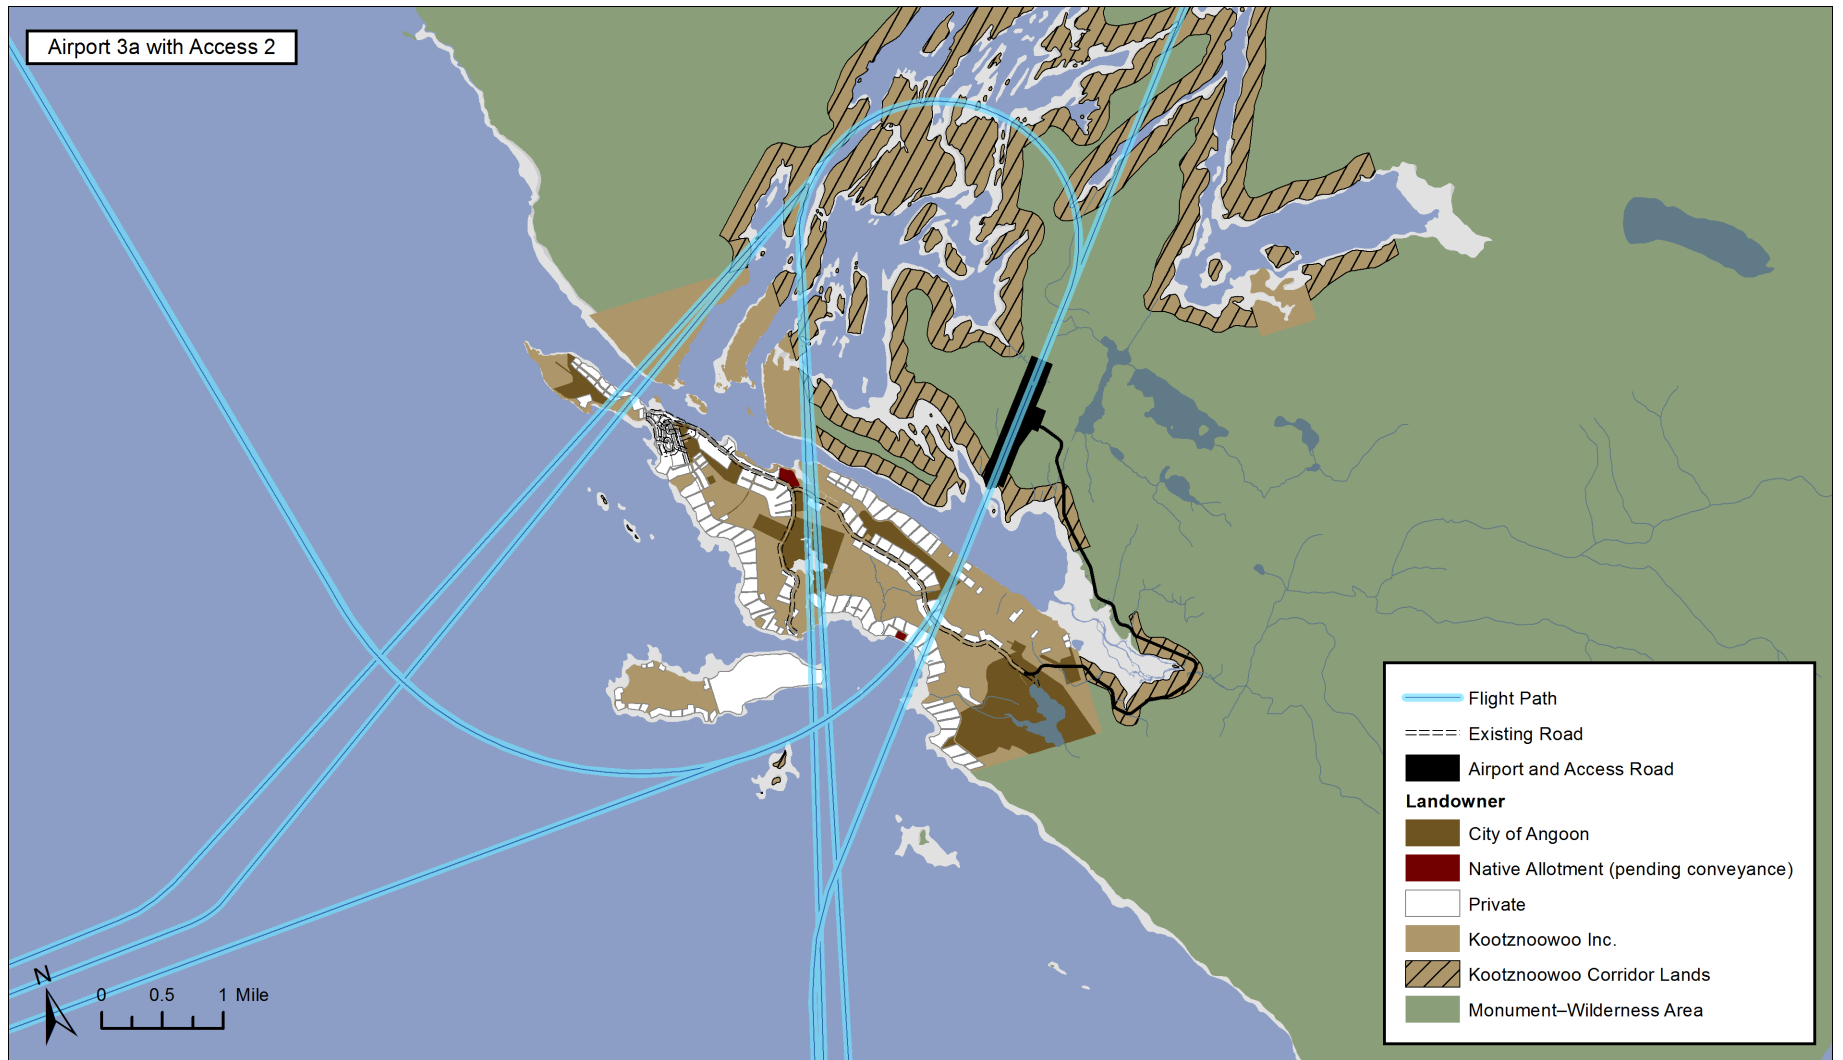 Airport 3a with Access 2
Flight Path
Existing Road
Airport and Access Road
Landowner
City of Angoon
Native Allotment (pending conveyance)
Private
Kootznoowoo Inc.
Kootznoowoo Corridor Lands
Monument–Wilderness Area
N
0 0.5 1 Mile